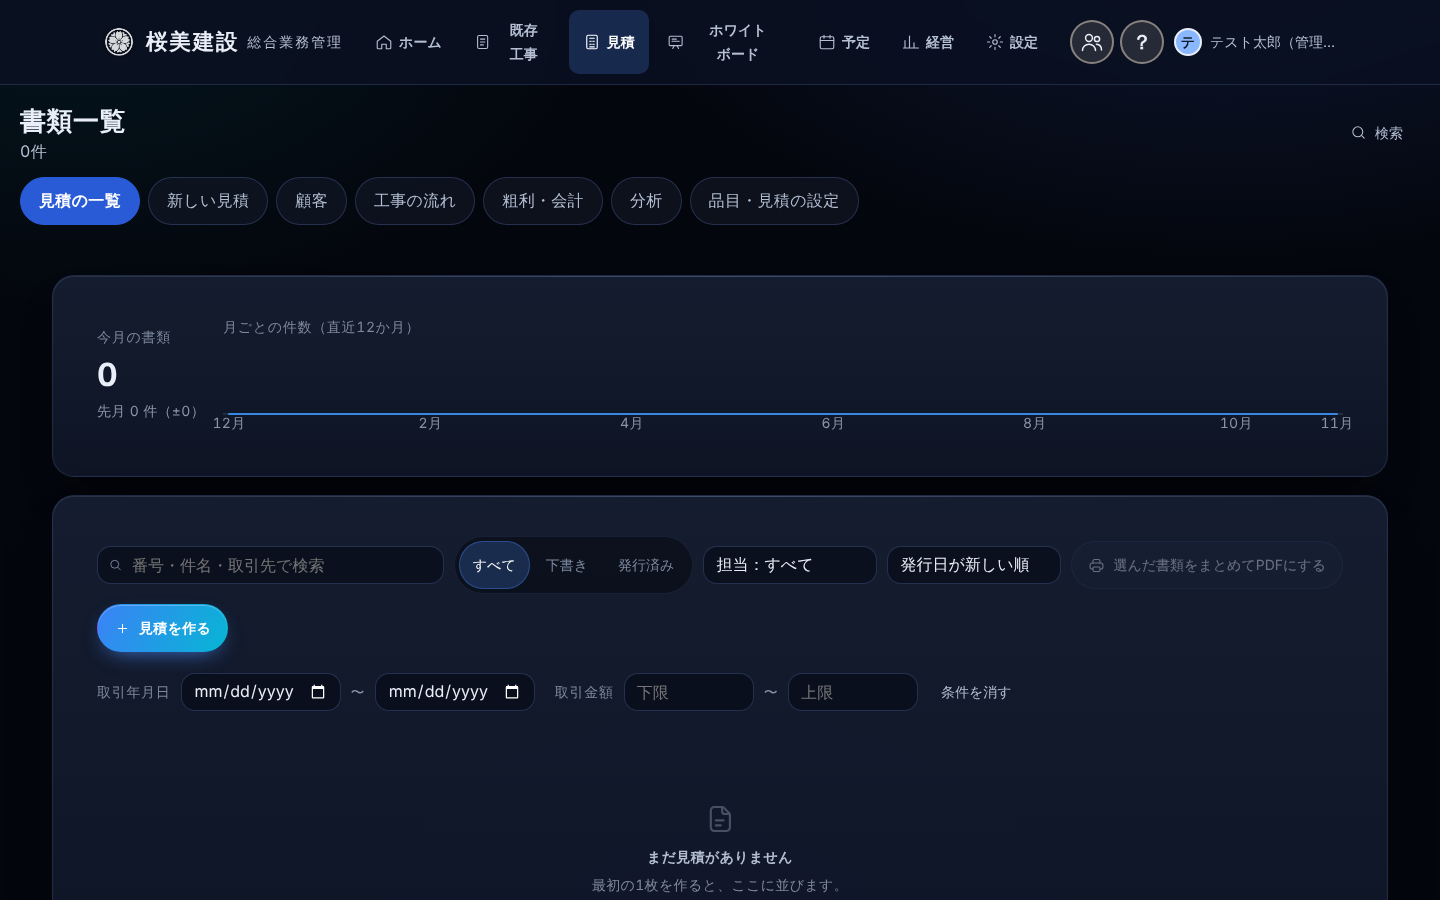 桜美建設 総合業務管理 ホーム 既存工事 見積 ホワイトボード 予定 経営 設定 ? テ テスト太郎（管理...
書類一覧
0件
検索
見積の一覧 新しい見積 顧客 工事の流れ 粗利・会計 分析 品目・見積の設定
月ごとの件数（直近12か月）
今月の書類
0
先月 0 件（±0）
12月 2月 4月 6月 8月 10月 11月
番号・件名・取引先で検索 すべて 下書き 発行済み 担当：すべて 発行日が新しい順 選んだ書類をまとめてPDFにする
+ 見積を作る
取引年月日 mm/dd/yyyy 〜 mm/dd/yyyy 取引金額 下限 〜 上限 条件を消す
まだ見積がありません
最初の1枚を作ると、ここに並びます。